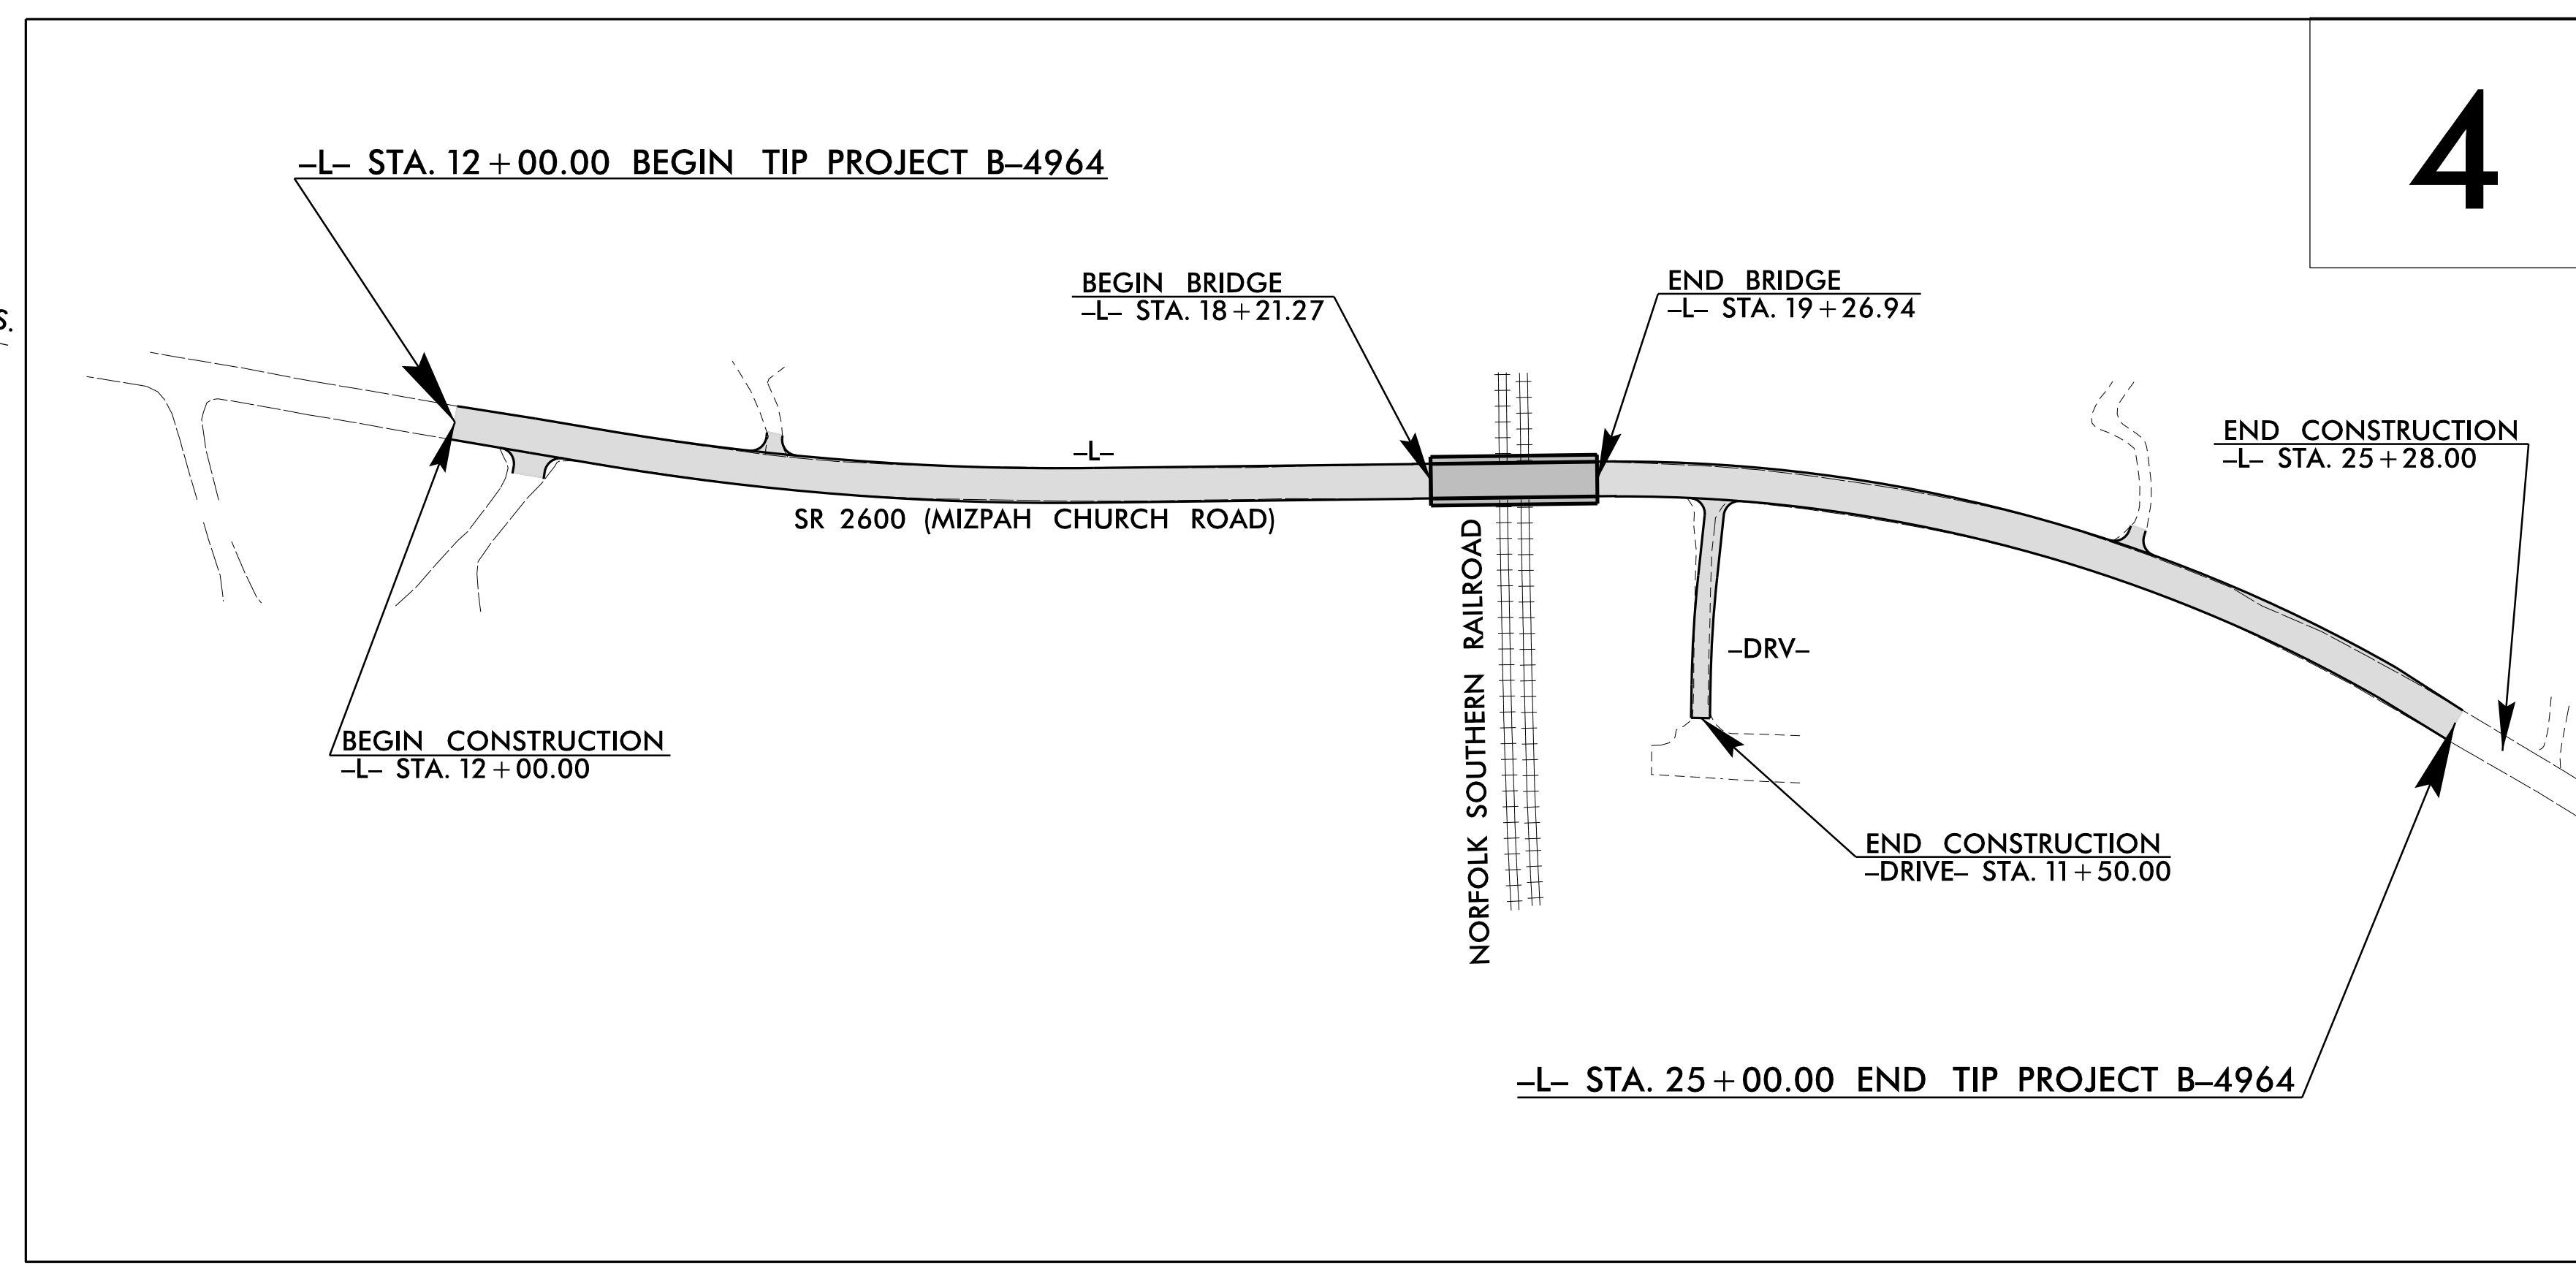 4
–L– STA. 12+00.00 BEGIN TIP PROJECT B–4964
BEGIN BRIDGE
–L– STA. 18+21.27
END BRIDGE
–L– STA. 19+26.94
S.
END CONSTRUCTION
–L– STA. 25+28.00
–L–
SR 2600 (MIZPAH CHURCH ROAD)
NORFOLK SOUTHERN RAILROAD
–DRV–
BEGIN CONSTRUCTION
–L– STA. 12+00.00
END CONSTRUCTION
–DRIVE– STA. 11+50.00
–L– STA. 25+00.00 END TIP PROJECT B–4964